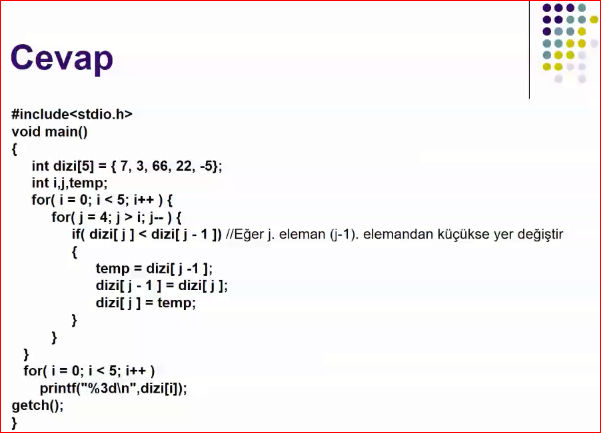 Cevap
#include<stdio.h>
void main()
{
int dizi[5] = { 7, 3, 66, 22, -5};
int i,j,temp;
for( i = 0; i < 5; i++ ) {
for( j = 4; j > i; j-- ) {
if( dizi[ j ] < dizi[ j - 1 ]) //Eğer j. eleman (j-1). elemandan küçükse yer değiştir
{
temp = dizi[ j -1 ];
dizi[ j - 1 ] = dizi[ j ];
dizi[ j ] = temp;
}
}
}
for( i = 0; i < 5; i++ )
printf("%3d\n",dizi[i]);
getch();
}